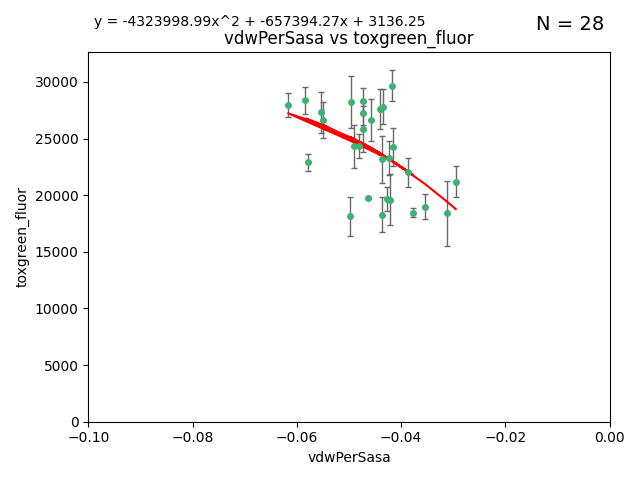 y = -4323998.99x^2 + -657394.27x + 3136.25
N = 28
vdwPerSasa vs toxgreen_fluor
30000
25000
20000
15000
10000
5000
0
toxgreen_fluor
−0.10
−0.08
−0.06
−0.04
−0.02
0.00
vdwPerSasa